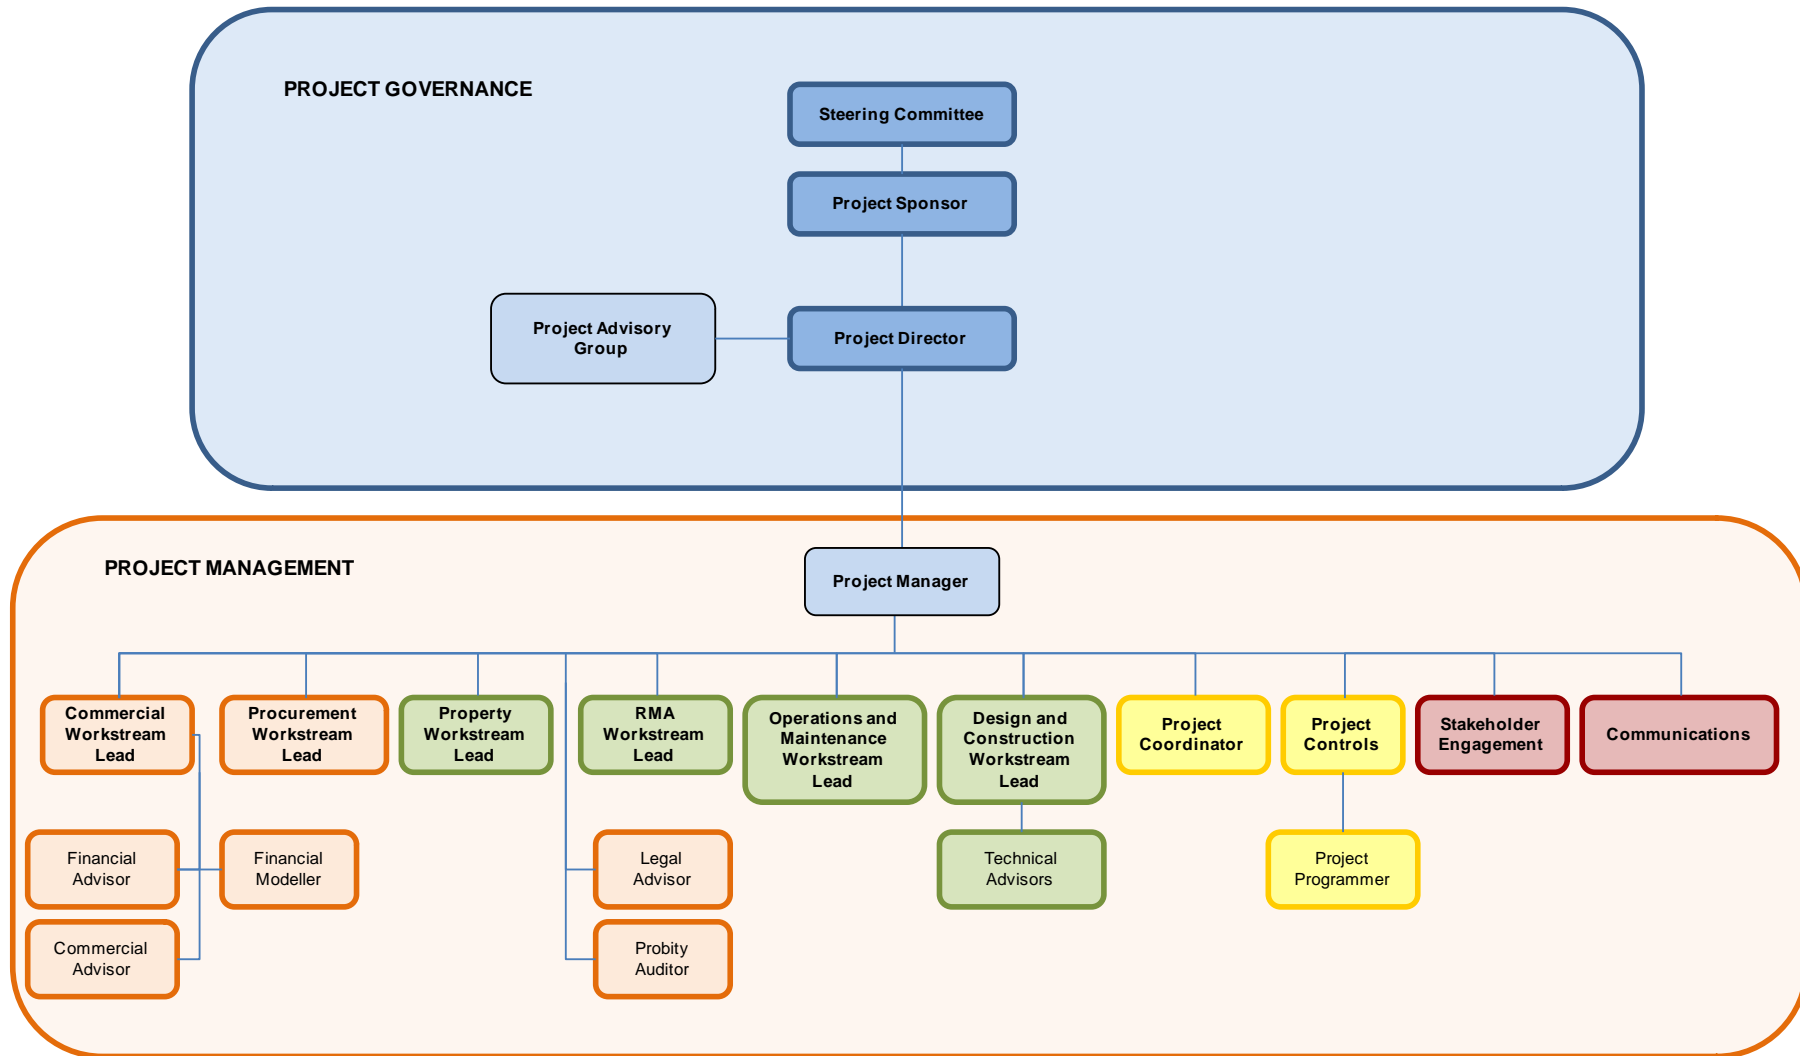 PROJECT GOVERNANCE
Steering Committee
Project Sponsor
Project Advisory
Group
Project Director
PROJECT MANAGEMENT
Project Manager
Commercial
Workstream
Lead
Procurement
Workstream
Lead
Property
Workstream
Lead
RMA
Workstream
Lead
Operations and
Maintenance
Workstream
Lead
Design and
Construction
Workstream
Lead
Project
Coordinator
Project
Controls
Stakeholder
Engagement
Communications
Financial
Advisor
Financial
Modeller
Legal
Advisor
Technical
Advisors
Project
Programmer
Commercial
Advisor
Probity
Auditor